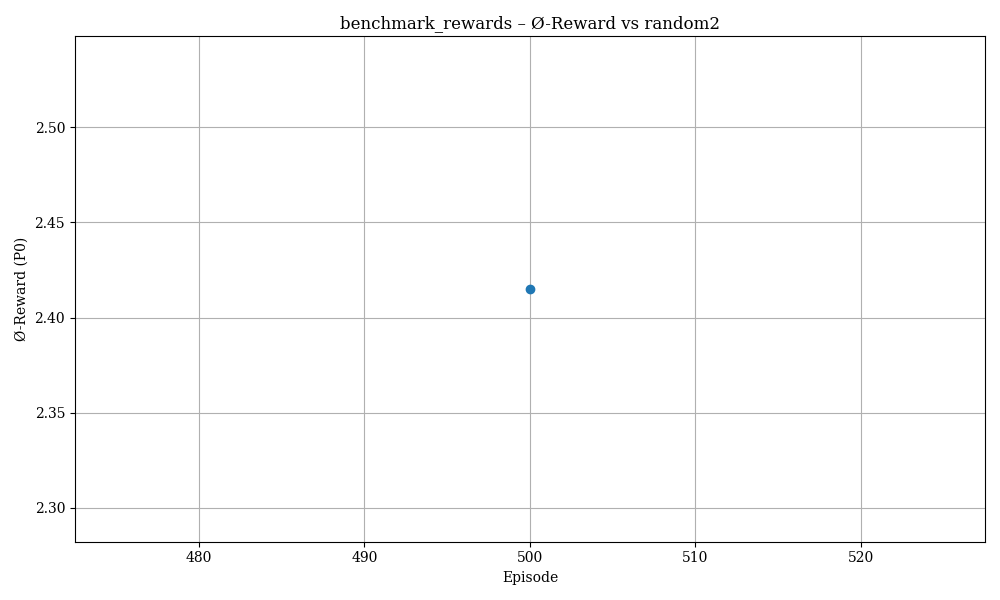 benchmark_rewards – Ø-Reward vs random2
Ø-Reward (P0)
2.50
2.45
2.40
2.35
2.30
480 490 500 510 520
Episode